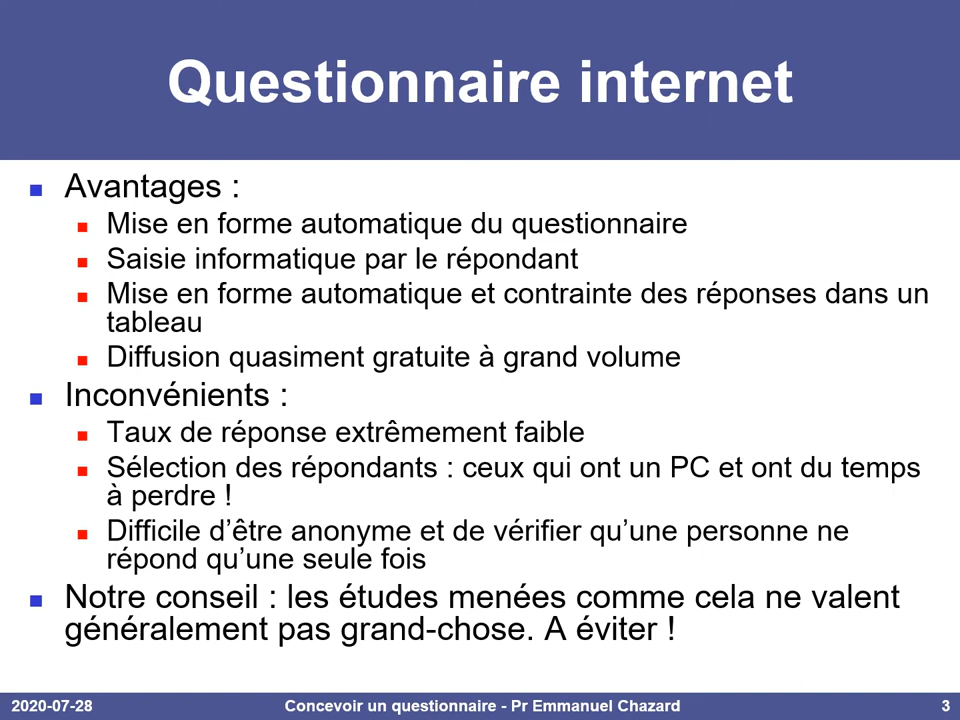 Questionnaire internet
Avantages :
Mise en forme automatique du questionnaire
Saisie informatique par le répondant
Mise en forme automatique et contrainte des réponses dans un
tableau
Diffusion quasiment gratuite à grand volume
Inconvénients :
Taux de réponse extrêmement faible
Sélection des répondants : ceux qui ont un PC et ont du temps
à perdre !
Difficile d’être anonyme et de vérifier qu’une personne ne
répond qu’une seule fois
Notre conseil : les études menées comme cela ne valent
généralement pas grand-chose. A éviter !
2020-07-28 Concevoir un questionnaire - Pr Emmanuel Chazard 3